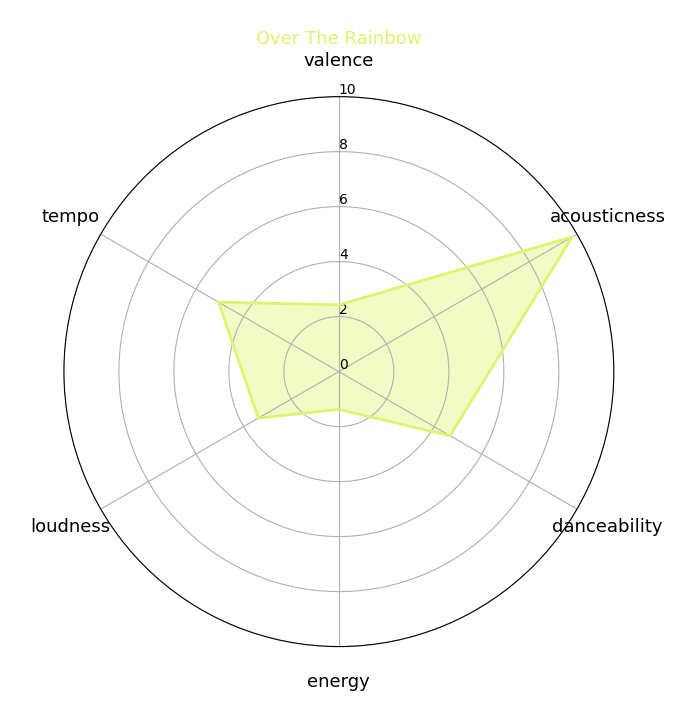 Over The Rainbow
valence
10
8
acousticness
tempo
6
4
2
0
loudness
danceability
energy